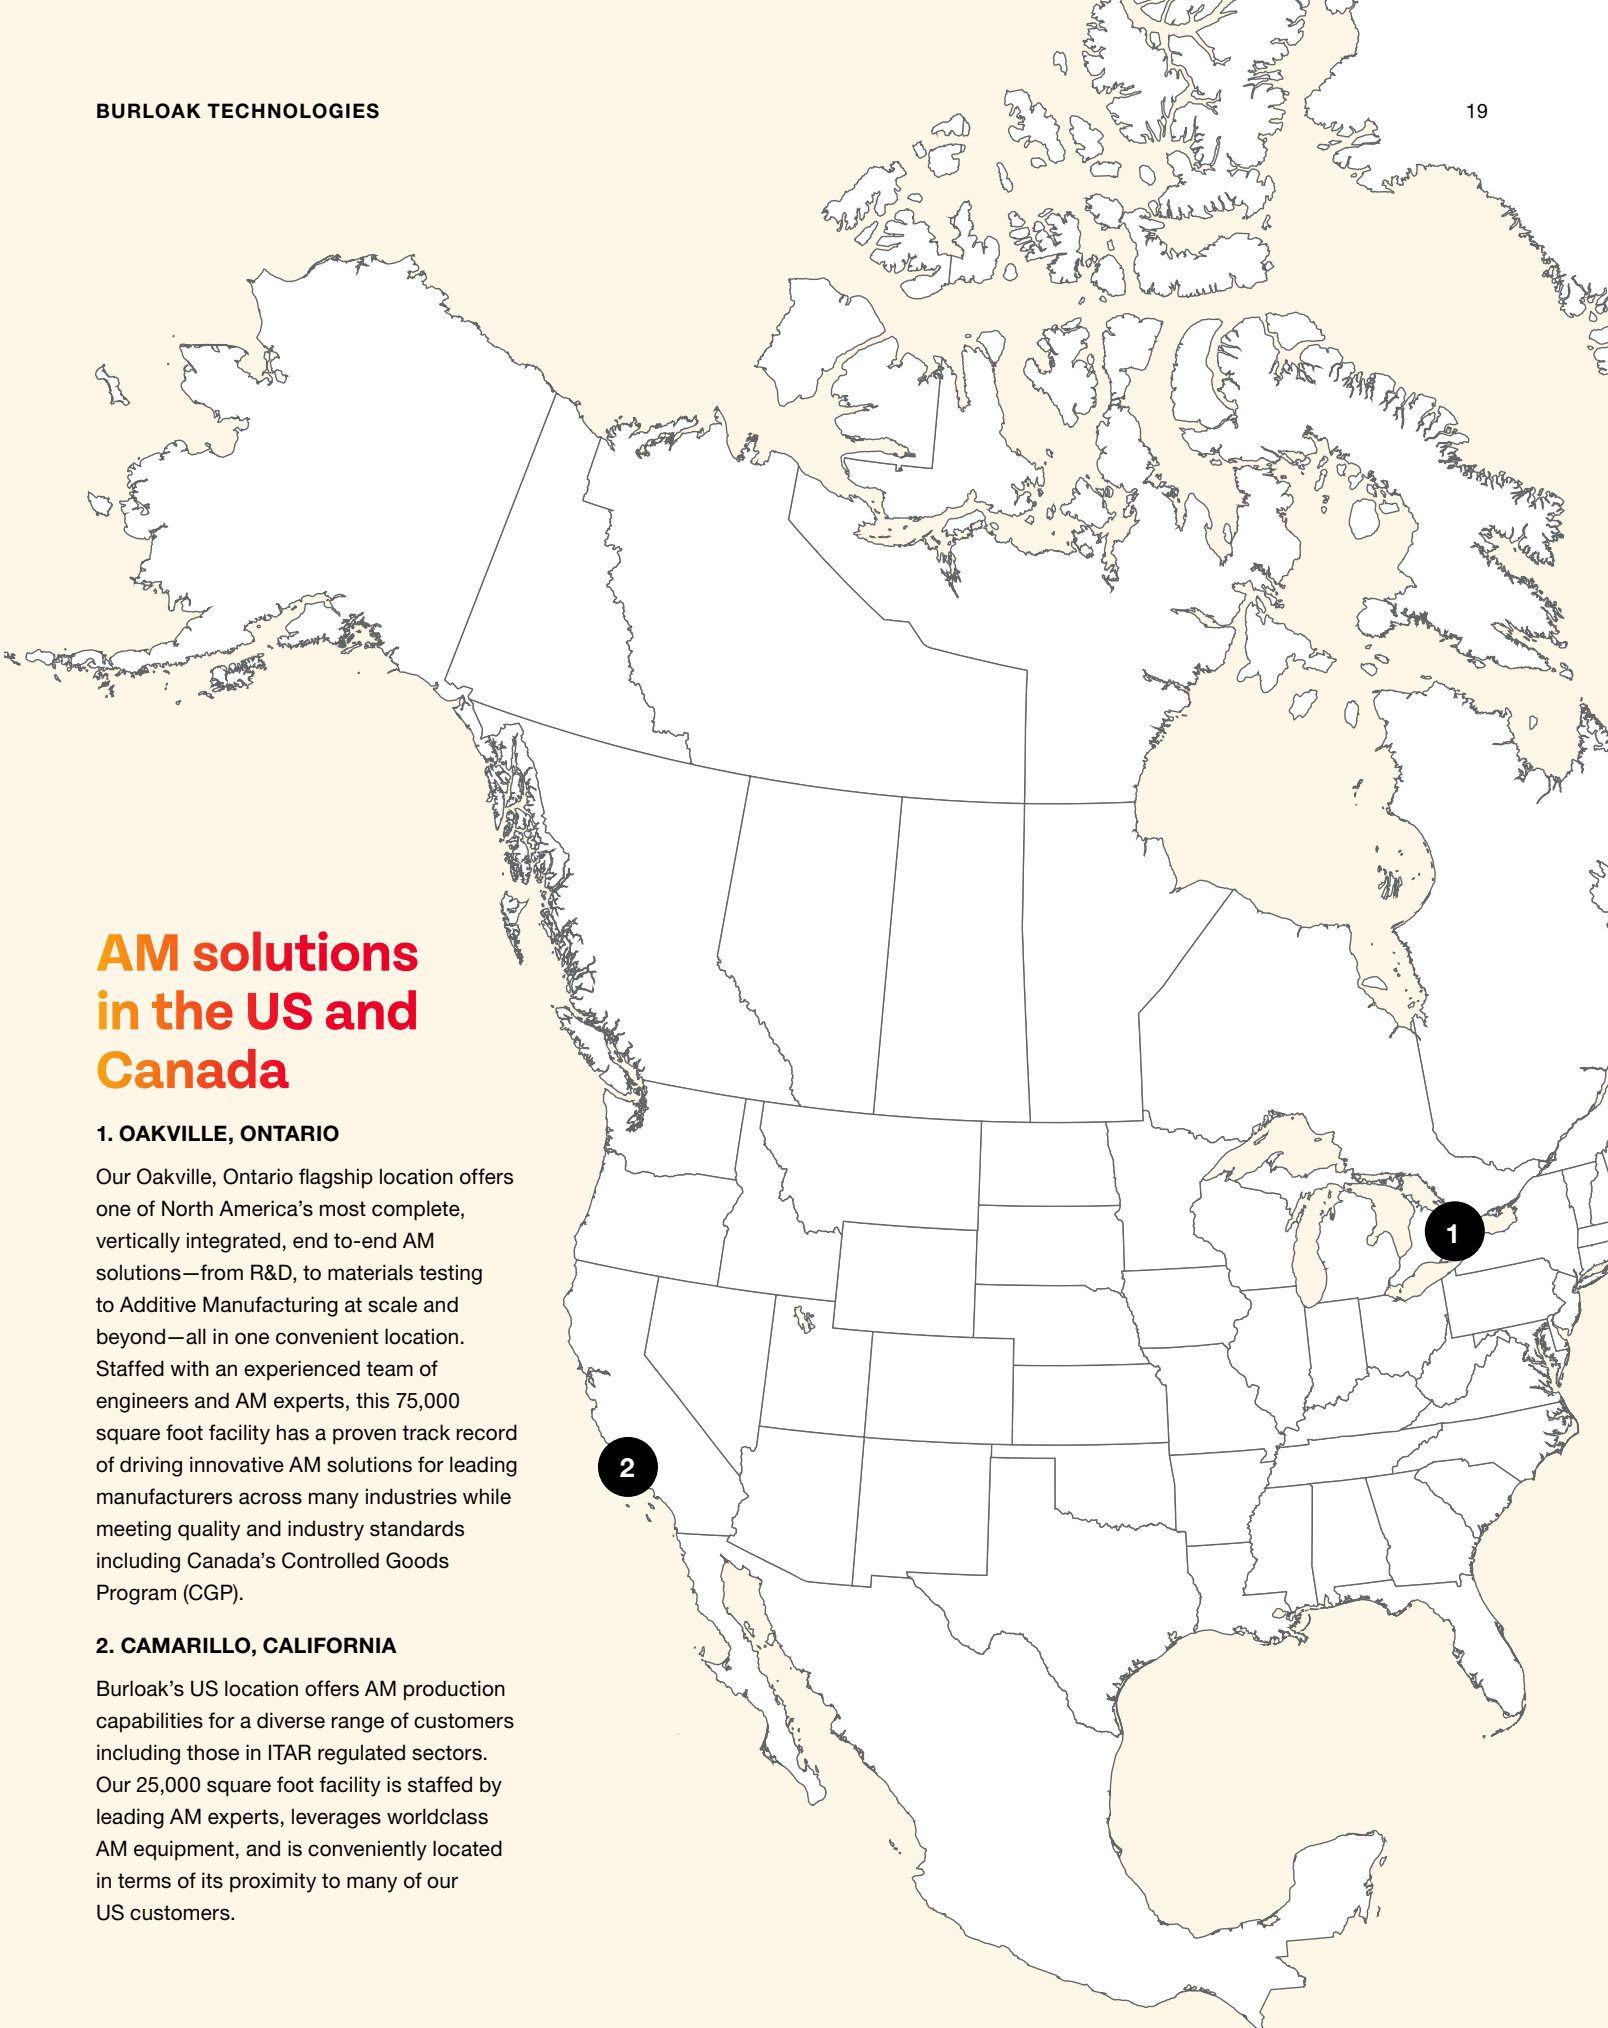 BURLOAK TECHNOLOGIES
19
AM solutions
in the US and
Canada
1. OAKVILLE, ONTARIO
Our Oakville, Ontario flagship location offers
one of North America’s most complete,
vertically integrated, end to-end AM
solutions—from R&D, to materials testing
to Additive Manufacturing at scale and
beyond—all in one convenient location.
Staffed with an experienced team of
engineers and AM experts, this 75,000
square foot facility has a proven track record
of driving innovative AM solutions for leading
manufacturers across many industries while
meeting quality and industry standards
including Canada’s Controlled Goods
Program (CGP).
2. CAMARILLO, CALIFORNIA
Burloak’s US location offers AM production
capabilities for a diverse range of customers
including those in ITAR regulated sectors.
Our 25,000 square foot facility is staffed by
leading AM experts, leverages worldclass
AM equipment, and is conveniently located
in terms of its proximity to many of our
US customers.
1
2